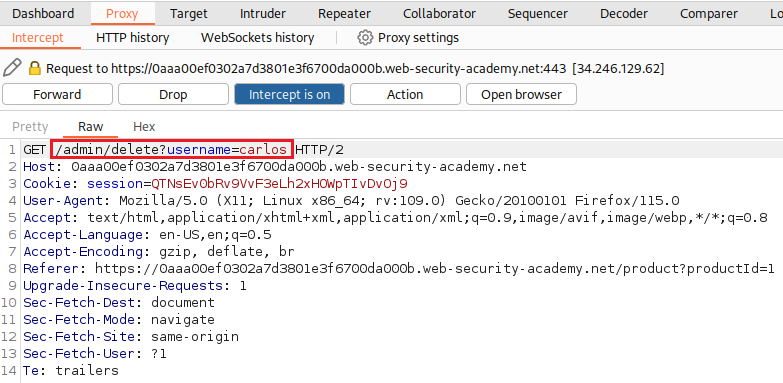 Dashboard Proxy Target Intruder Repeater Collaborator Sequencer Decoder Comparer Lo
Intercept HTTP history WebSockets history Proxy settings
Request to https://0aaa00ef0302a7d3801e3f6700da000b.web-security-academy.net:443 [34.246.129.62]
Forward Drop Intercept is on Action Open browser
Pretty Raw Hex
1 GET /admin/delete?username=carlos HTTP/2
2 Host: 0aaa00ef0302a7d3801e3f6700da000b.web-security-academy.net
3 Cookie: session=QTNsEv0bRv9VvF3eLh2xHOWpTIvDvOj9
4 User-Agent: Mozilla/5.0 (X11; Linux x86_64; rv:109.0) Gecko/20100101 Firefox/115.0
5 Accept: text/html,application/xhtml+xml,application/xml;q=0.9,image/avif,image/webp,*/*;q=0.8
6 Accept-Language: en-US,en;q=0.5
7 Accept-Encoding: gzip, deflate, br
8 Referer: https://0aaa00ef0302a7d3801e3f6700da000b.web-security-academy.net/product?productId=1
9 Upgrade-Insecure-Requests: 1
10 Sec-Fetch-Dest: document
11 Sec-Fetch-Mode: navigate
12 Sec-Fetch-Site: same-origin
13 Sec-Fetch-User: ?1
14 Te: trailers